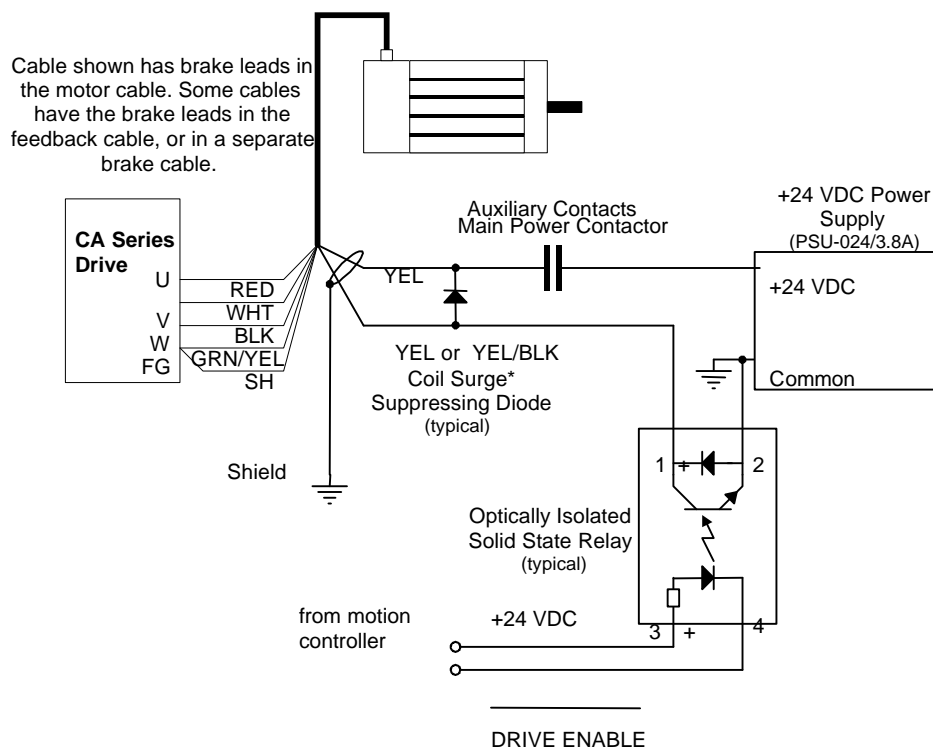 Cable shown has brake leads in
the motor cable. Some cables
have the brake leads in the
feedback cable, or in a separate
brake cable.
Auxiliary Contacts
Main Power Contactor
+24 VDC Power
Supply
(PSU-024/3.8A)
CA Series
Drive
U
V
W
FG
RED
WHT
BLK
GRN/YEL
SH
YEL
+24 VDC
Common
YEL or YEL/BLK
Coil Surge*
Suppressing Diode
(typical)
Shield
1 + 2
Optically Isolated
Solid State Relay
(typical)
3 + 4
from motion
controller
+24 VDC
DRIVE ENABLE